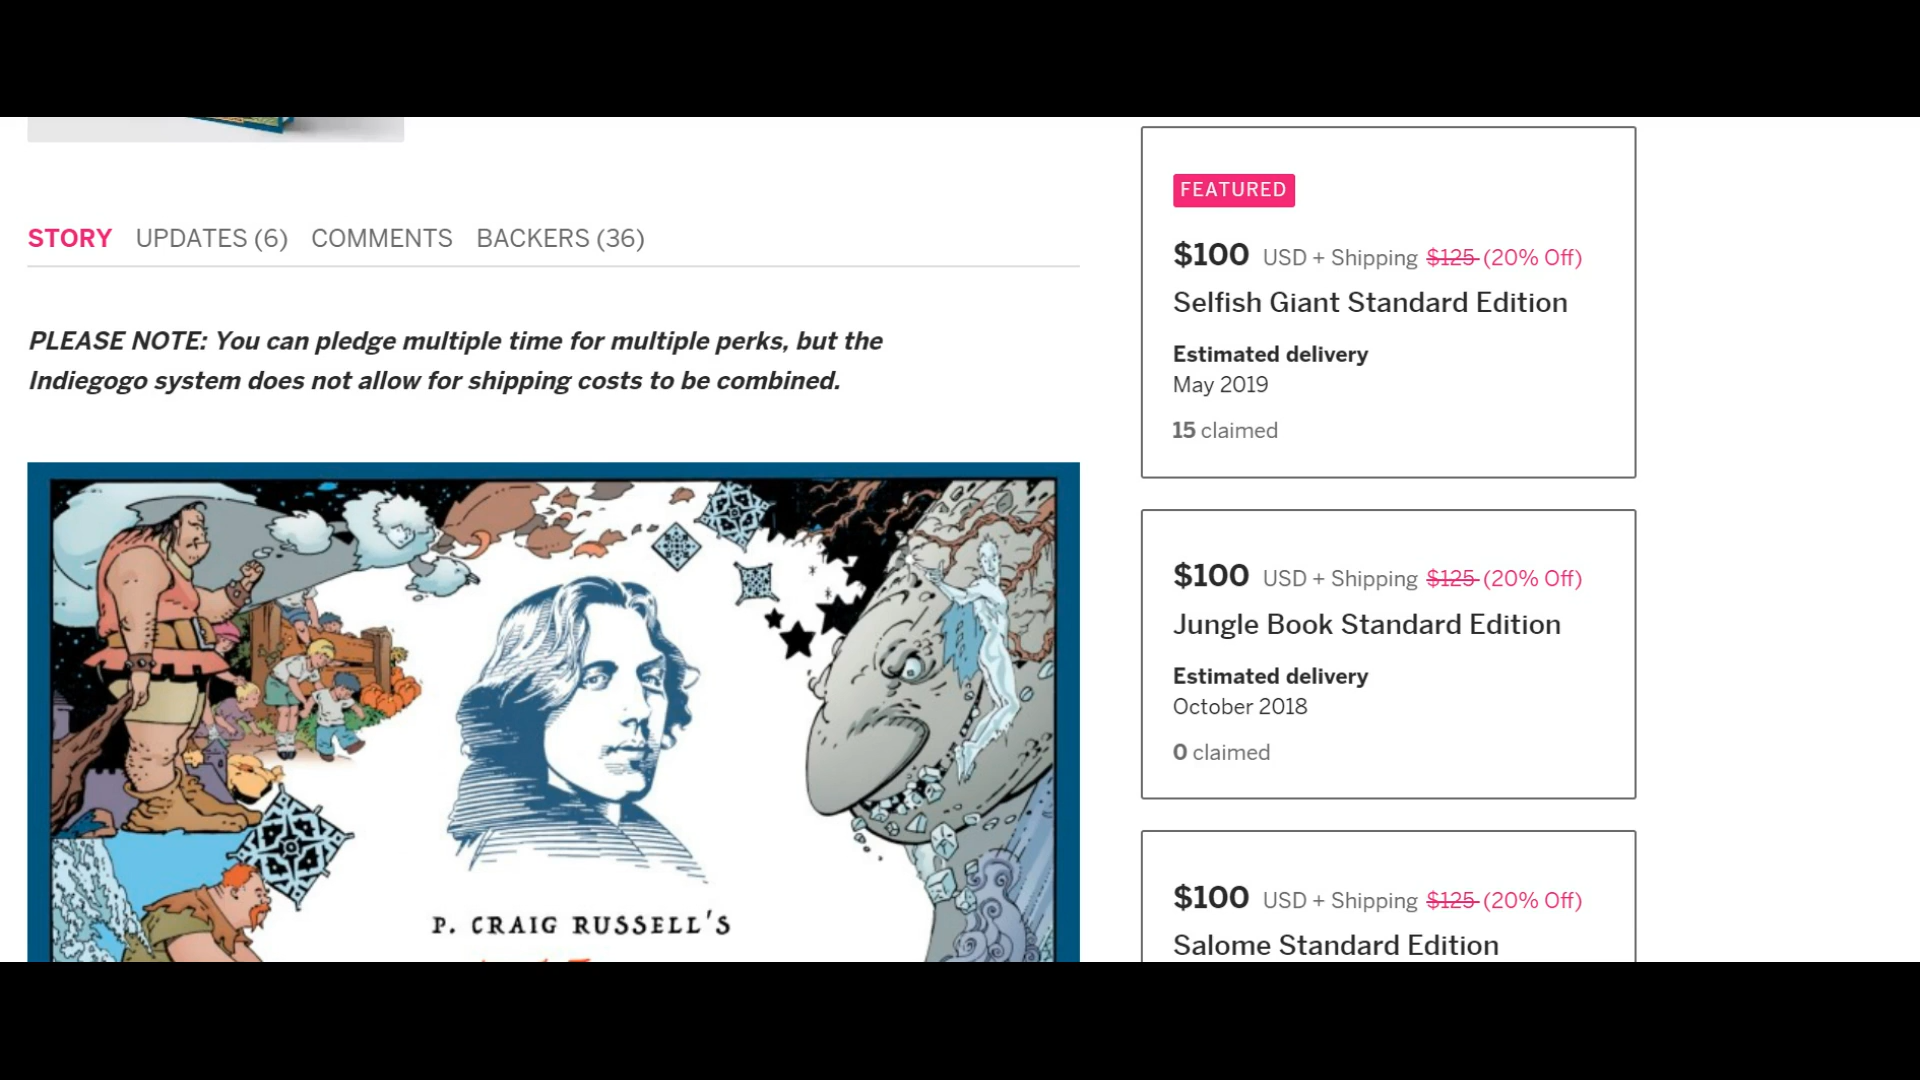 STORY UPDATES (6) COMMENTS BACKERS (36)
PLEASE NOTE: You can pledge multiple time for multiple perks, but the
Indiegogo system does not allow for shipping costs to be combined.
P. CRAIG RUSSELL'S
FEATURED
$100 USD + Shipping $125 (20% Off)
Selfish Giant Standard Edition
Estimated delivery
May 2019
15 claimed
$100 USD + Shipping $125 (20% Off)
Jungle Book Standard Edition
Estimated delivery
October 2018
0 claimed
$100 USD + Shipping $125 (20% Off)
Salome Standard Edition